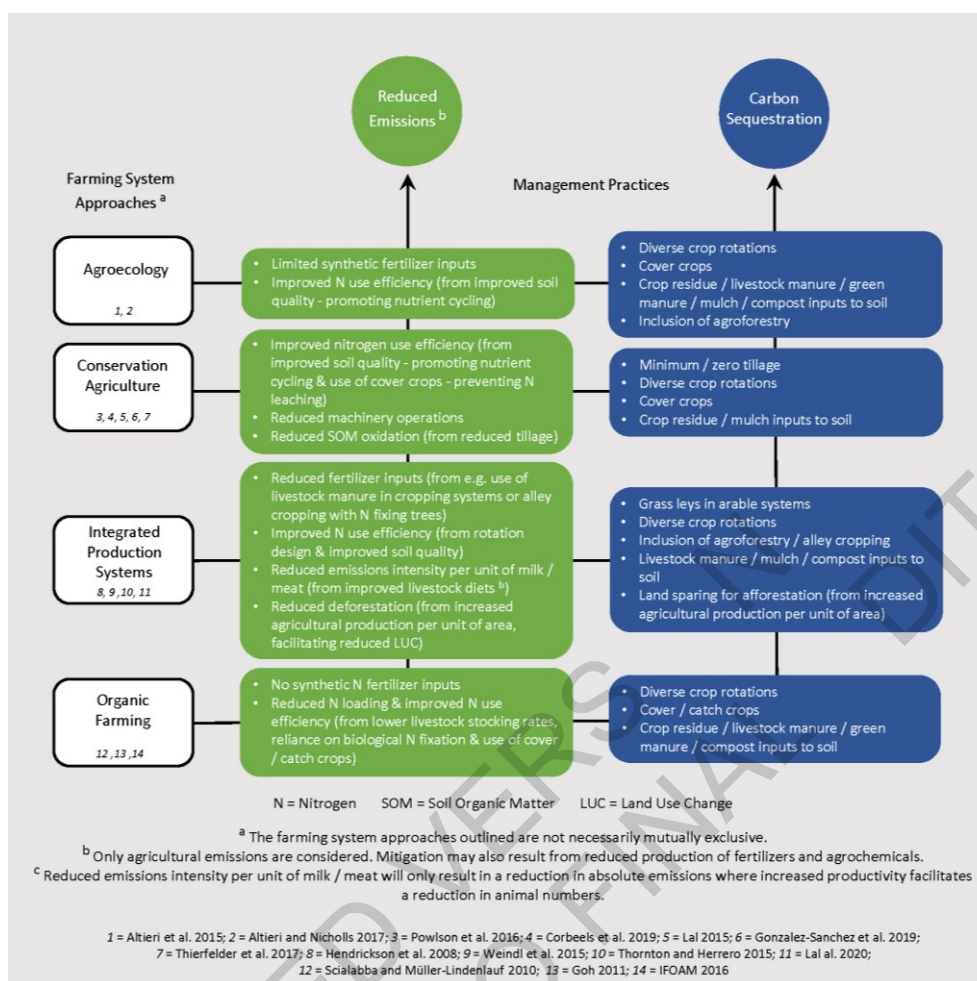 Reduced
Emissions b
Carbon
Sequestration
Farming System
Approaches a
Management Practices
Agroecology
1, 2
• Limited synthetic fertilizer inputs
• Improved N use efficiency (from improved soil
quality - promoting nutrient cycling)
• Diverse crop rotations
• Cover crops
• Crop residue / livestock manure / green
manure / mulch / compost inputs to soil
• Inclusion of agroforestry
Conservation
Agriculture
3, 4, 5, 6, 7
• Improved nitrogen use efficiency (from
improved soil quality - promoting nutrient
cycling & use of cover crops - preventing N
leaching)
• Reduced machinery operations
• Reduced SOM oxidation (from reduced tillage)
• Minimum / zero tillage
• Diverse crop rotations
• Cover crops
• Crop residue / mulch inputs to soil
Integrated
Production
Systems
8, 9 ,10, 11
• Reduced fertilizer inputs (from e.g. use of
livestock manure in cropping systems or alley
cropping with N fixing trees)
• Improved N use efficiency (from rotation
design & improved soil quality)
• Reduced emissions intensity per unit of milk /
meat (from improved livestock diets b)
• Reduced deforestation (from increased
agricultural production per unit of area,
facilitating reduced LUC)
• Grass leys in arable systems
• Diverse crop rotations
• Inclusion of agroforestry / alley cropping
• Livestock manure / mulch / compost inputs to
soil
• Land sparing for afforestation (from increased
agricultural production per unit of area)
Organic
Farming
12 ,13 ,14
• No synthetic N fertilizer inputs
• Reduced N loading & improved N use
efficiency (from lower livestock stocking rates,
reliance on biological N fixation & use of cover
/ catch crops)
• Diverse crop rotations
• Cover / catch crops
• Crop residue / livestock manure / green
manure / compost inputs to soil
N = Nitrogen SOM = Soil Organic Matter LUC = Land Use Change
a The farming system approaches outlined are not necessarily mutually exclusive.
b Only agricultural emissions are considered. Mitigation may also result from reduced production of fertilizers and agrochemicals.
c Reduced emissions intensity per unit of milk / meat will only result in a reduction in absolute emissions where increased productivity facilitates
a reduction in animal numbers.
1 = Altieri et al. 2015; 2 = Altieri and Nicholls 2017; 3 = Powlson et al. 2016; 4 = Corbeels et al. 2019; 5 = Lal 2015; 6 = Gonzalez-Sanchez et al. 2019;
7 = Thierfelder et al. 2017; 8 = Hendrickson et al. 2008; 9 = Weindl et al. 2015; 10 = Thornton and Herrero 2015; 11 = Lal al. 2020;
12 = Scialabba and Müller-Lindenlauf 2010; 13 = Goh 2011; 14 = IFOAM 2016